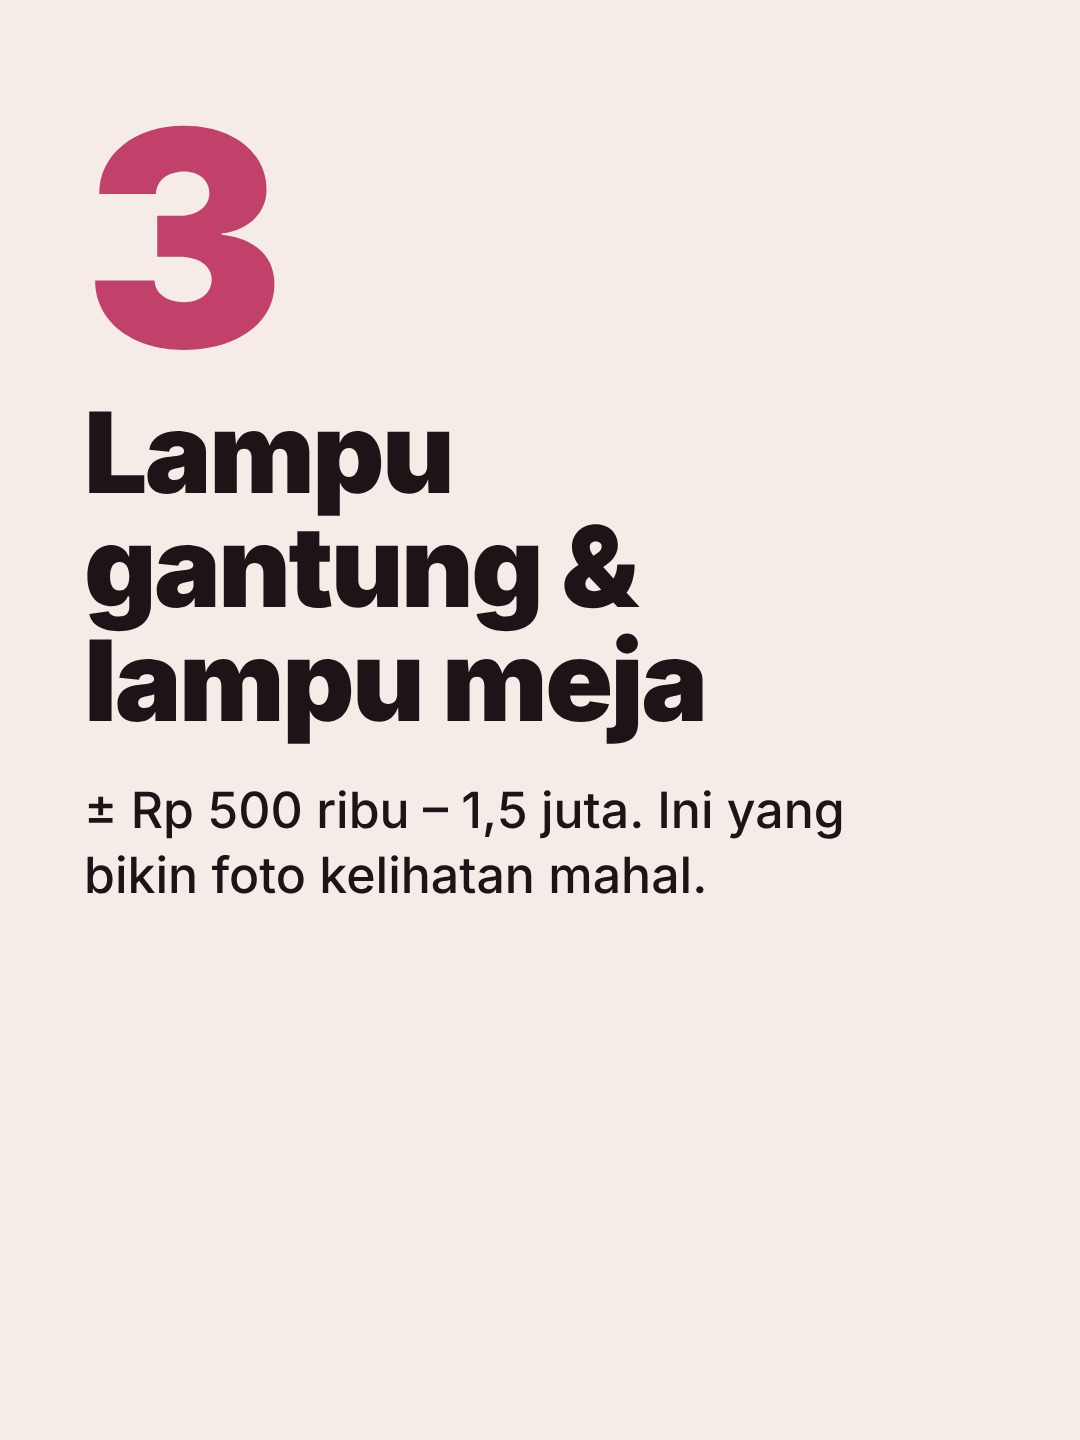 3
Lampu
gantung &
lampu meja
± Rp 500 ribu – 1,5 juta. Ini yang
bikin foto kelihatan mahal.